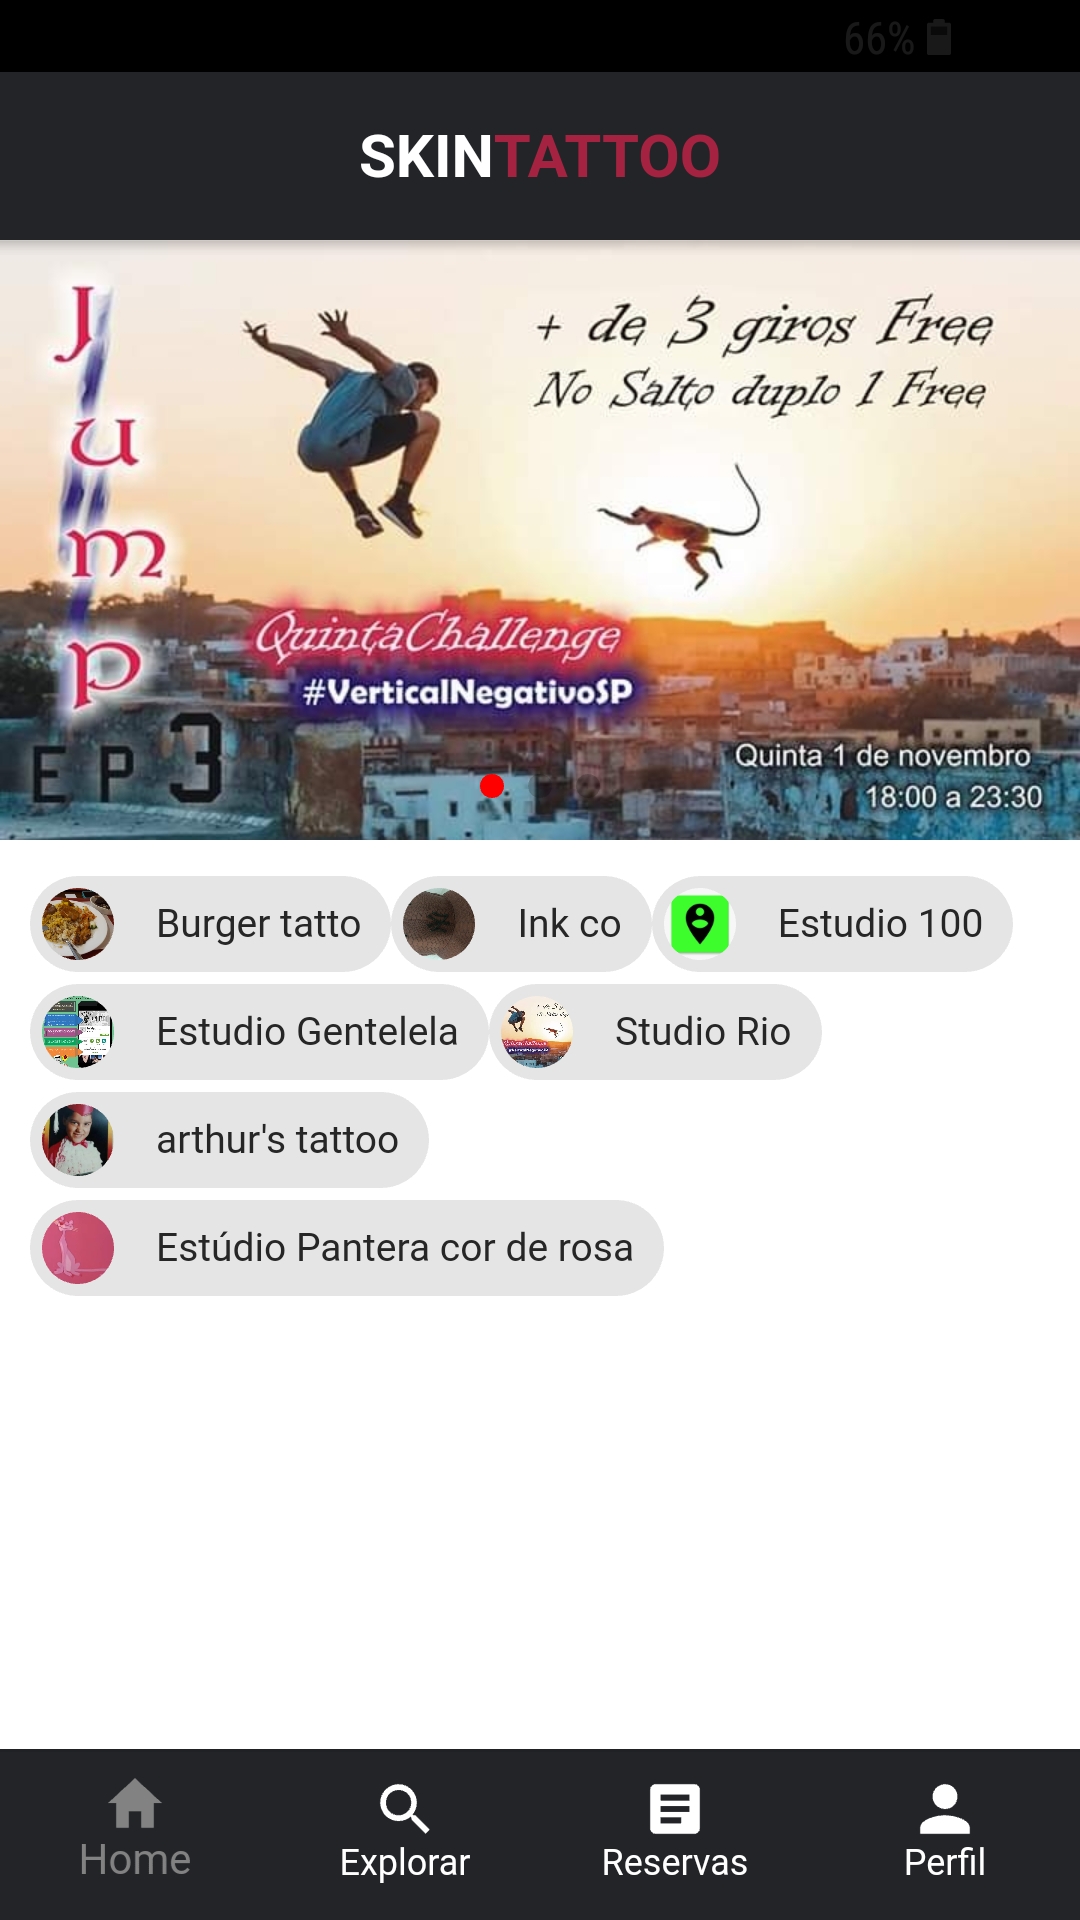 66%
SKINTATTOO
Jump
+ de 3 giros Free
No Salto duplo 1 Free
QuintaChallenge
#VerticalNegativoSP
EP3
Quinta 1 de novembro
18:00 a 23:30
Burger tatto
Ink co
Estudio 100
Estudio Gentelela
Studio Rio
arthur's tattoo
Estúdio Pantera cor de rosa
Home
Explorar
Reservas
Perfil